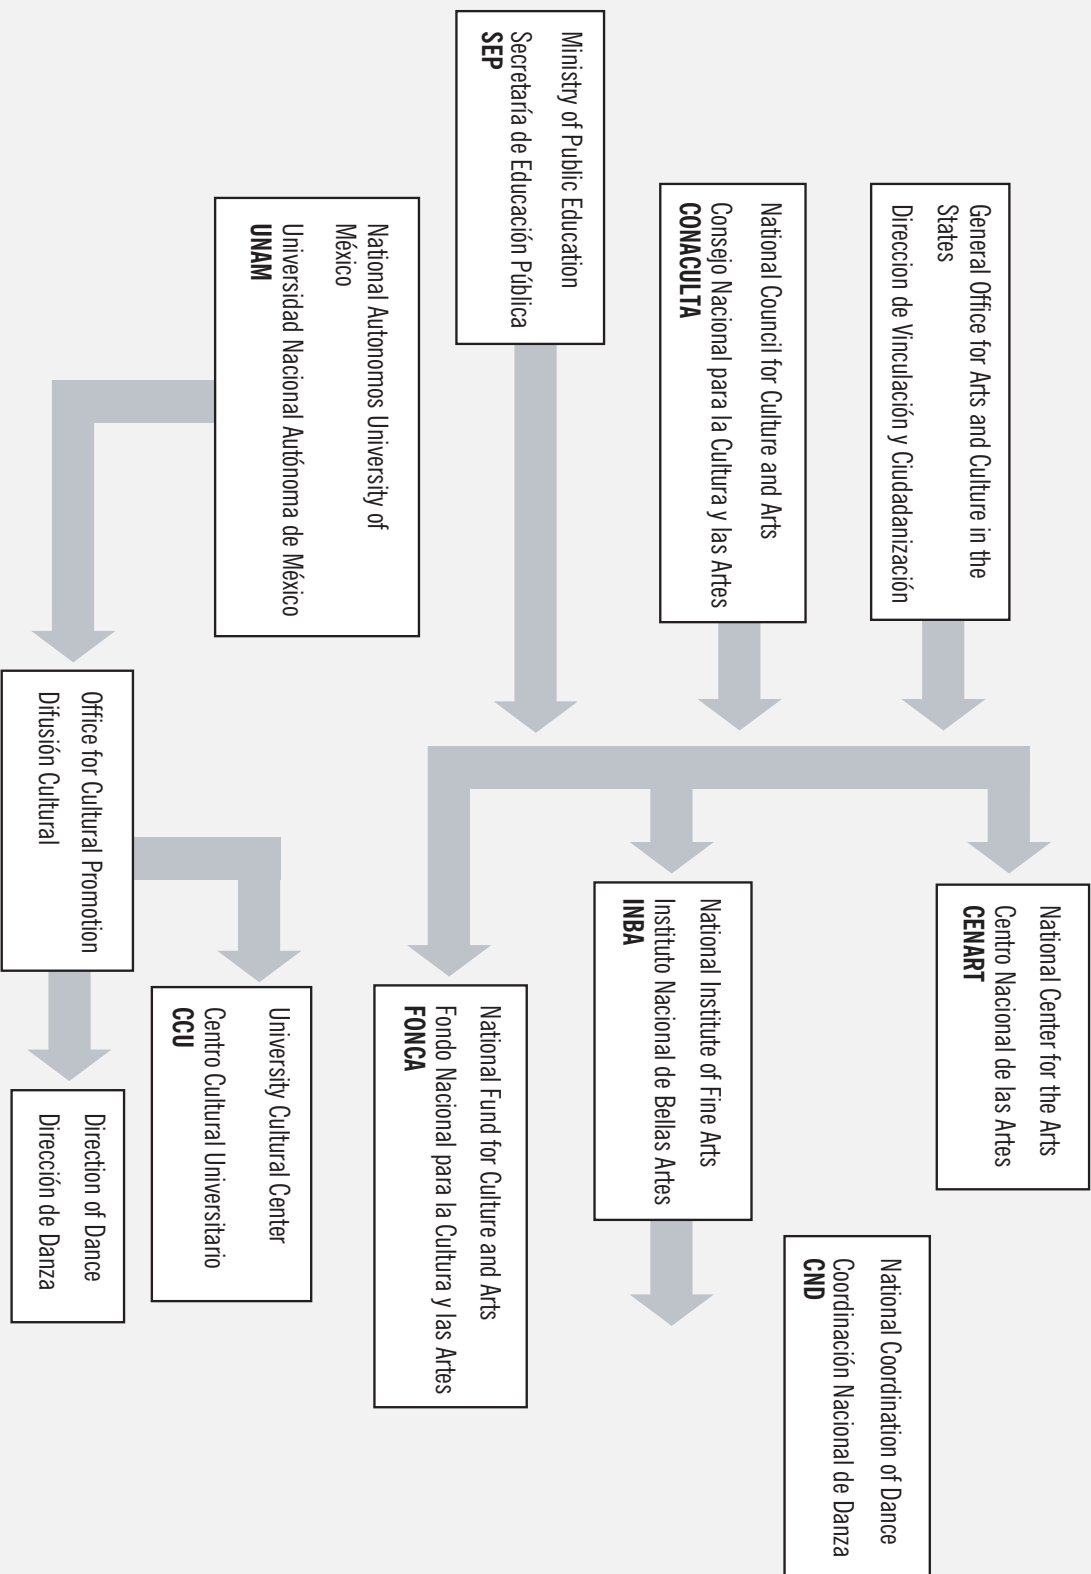 General Office for Arts and Culture in the
States
Direccion de Vinculación y Ciudadanización
National Council for Culture and Arts
Consejo Nacional para la Cultura y las Artes
CONACULTA
Ministry of Public Education
Secretaría de Educación Pública
SEP
National Autonomos University of
México
Universidad Nacional Autónoma de México
UNAM
National Center for the Arts
Centro Nacional de las Artes
CENART
National Coordination of Dance
Coordinación Nacional de Danza
CND
National Institute of Fine Arts
Instituto Nacional de Bellas Artes
INBA
National Fund for Culture and Arts
Fondo Nacional para la Cultura y las Artes
FONCA
University Cultural Center
Centro Cultural Universitario
CCU
Office for Cultural Promotion
Difusión Cultural
Direction of Dance
Dirección de Danza